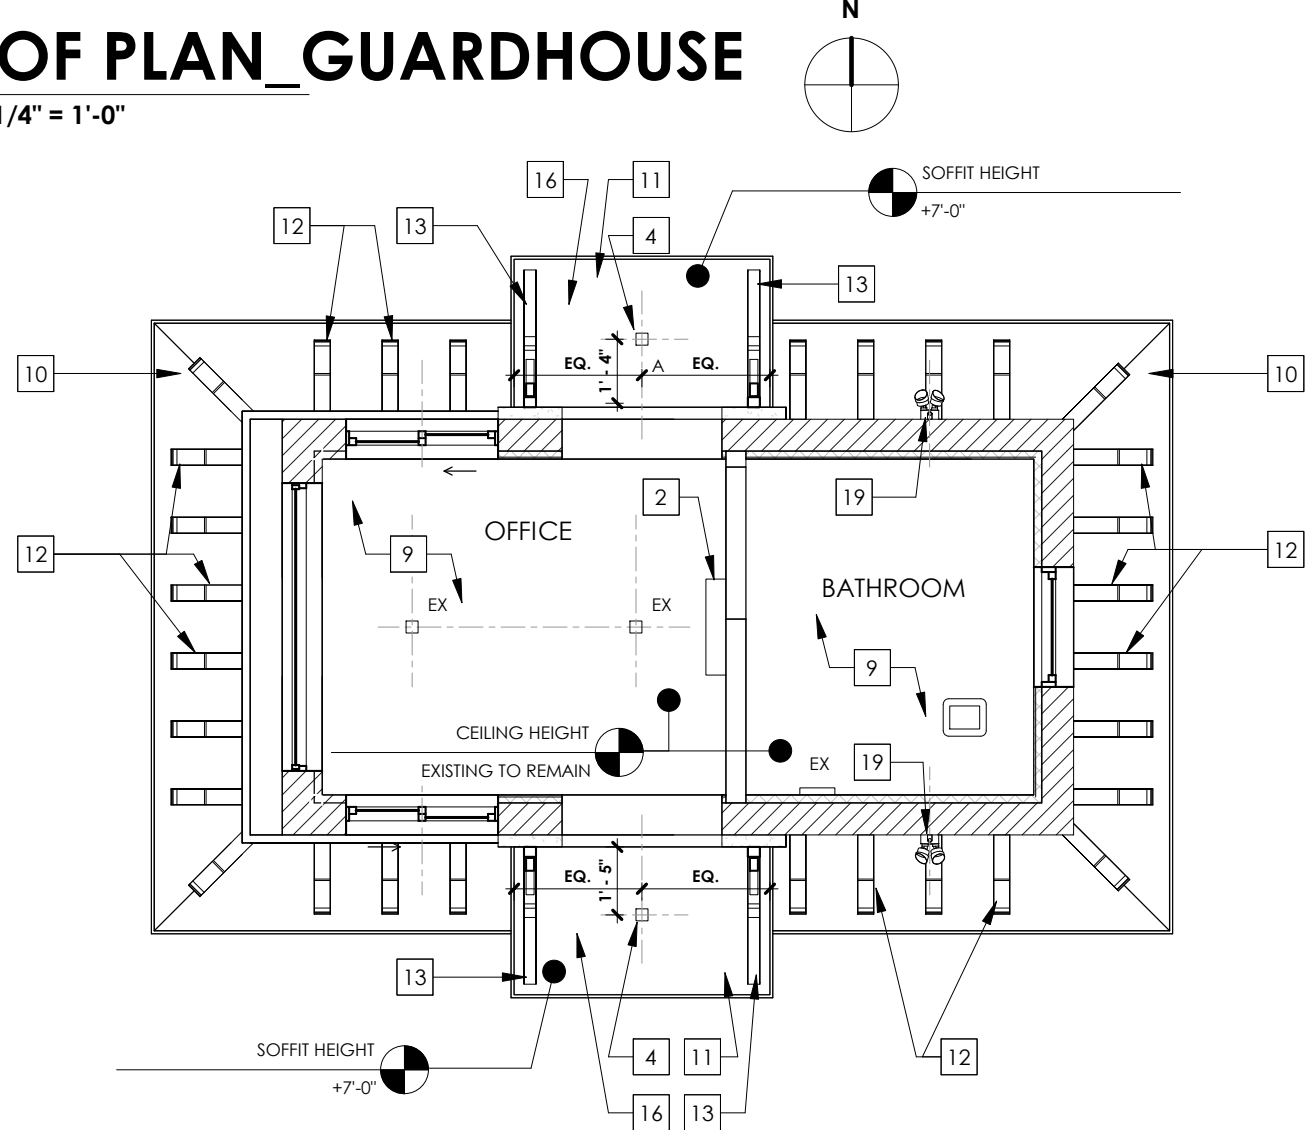 N
OF PLAN_GUARDHOUSE
1/4" = 1'-0"
SOFFIT HEIGHT
+7'-0"
16
11
12
13
4
13
10
EQ.
1' - 4"
A
EQ.
10
19
2
OFFICE
12
9
BATHROOM
12
EX
EX
9
CEILING HEIGHT
EXISTING TO REMAIN
EX
19
EQ.
1' - 5"
EQ.
13
SOFFIT HEIGHT
+7'-0"
4
11
12
16
13